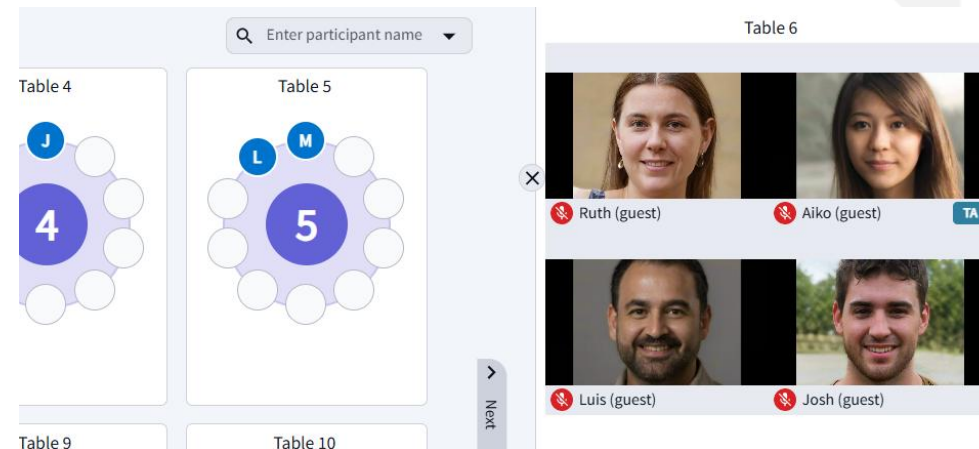 Enter participant name
Table 4
J
4
Table 5
L
M
5
Next
Table 9
Table 10
Table 6
Ruth (guest)
Aiko (guest)
TA
Luis (guest)
Josh (guest)